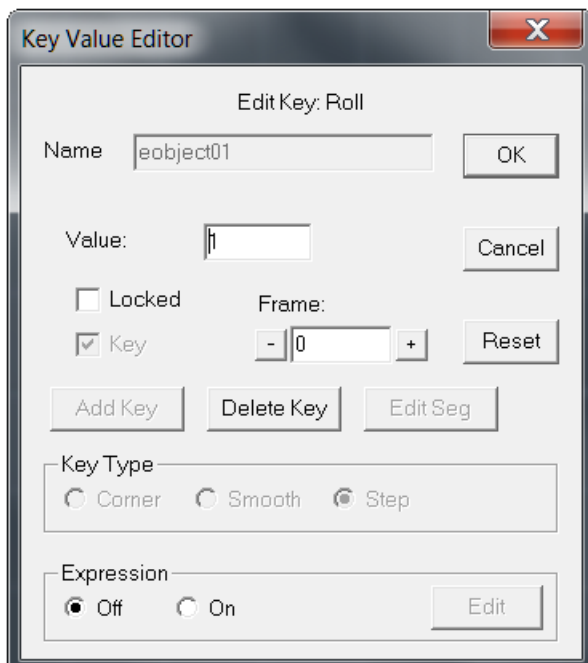 Key Value Editor
Edit Key: Roll
Name eobject01 OK
Value: 1 Cancel
Locked Frame:
Key - 0 + Reset
Add Key Delete Key Edit Seg
Key Type
Corner Smooth Step
Expression
Off On Edit